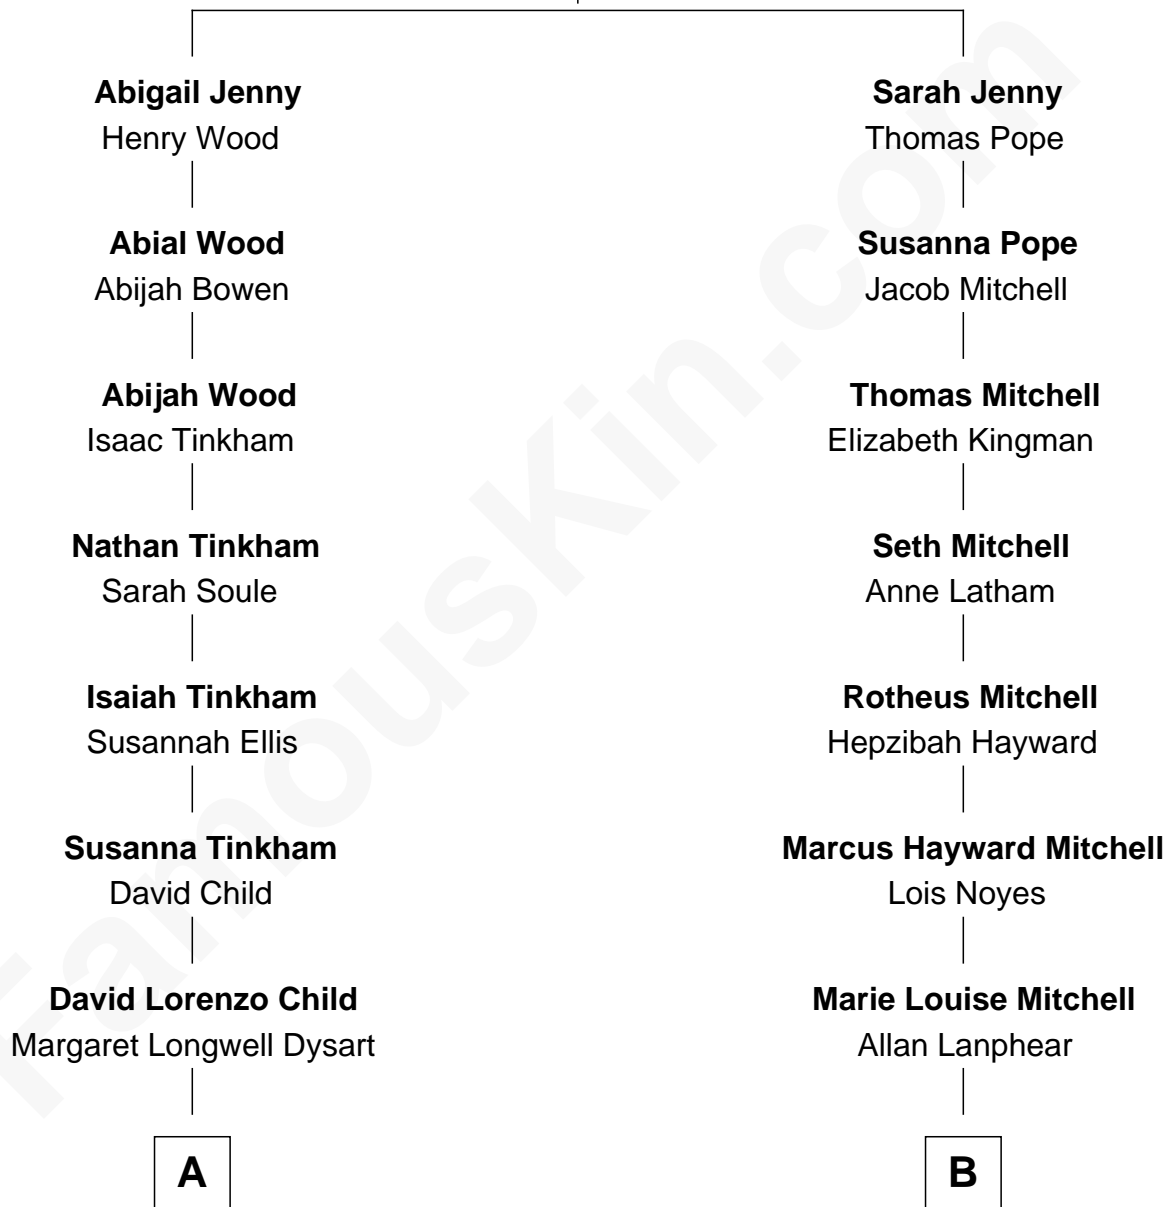 Abigail Jenny
Henry Wood
Sarah Jenny
Thomas Pope
Abial Wood
Abijah Bowen
Susanna Pope
Jacob Mitchell
Abijah Wood
Isaac Tinkham
Thomas Mitchell
Elizabeth Kingman
Nathan Tinkham
Sarah Soule
Seth Mitchell
Anne Latham
Isaiah Tinkham
Susannah Ellis
Rotheus Mitchell
Hepzibah Hayward
Susanna Tinkham
David Child
Marcus Hayward Mitchell
Lois Noyes
David Lorenzo Child
Margaret Longwell Dysart
Marie Louise Mitchell
Allan Lanphear
A
B
FamousKin.com